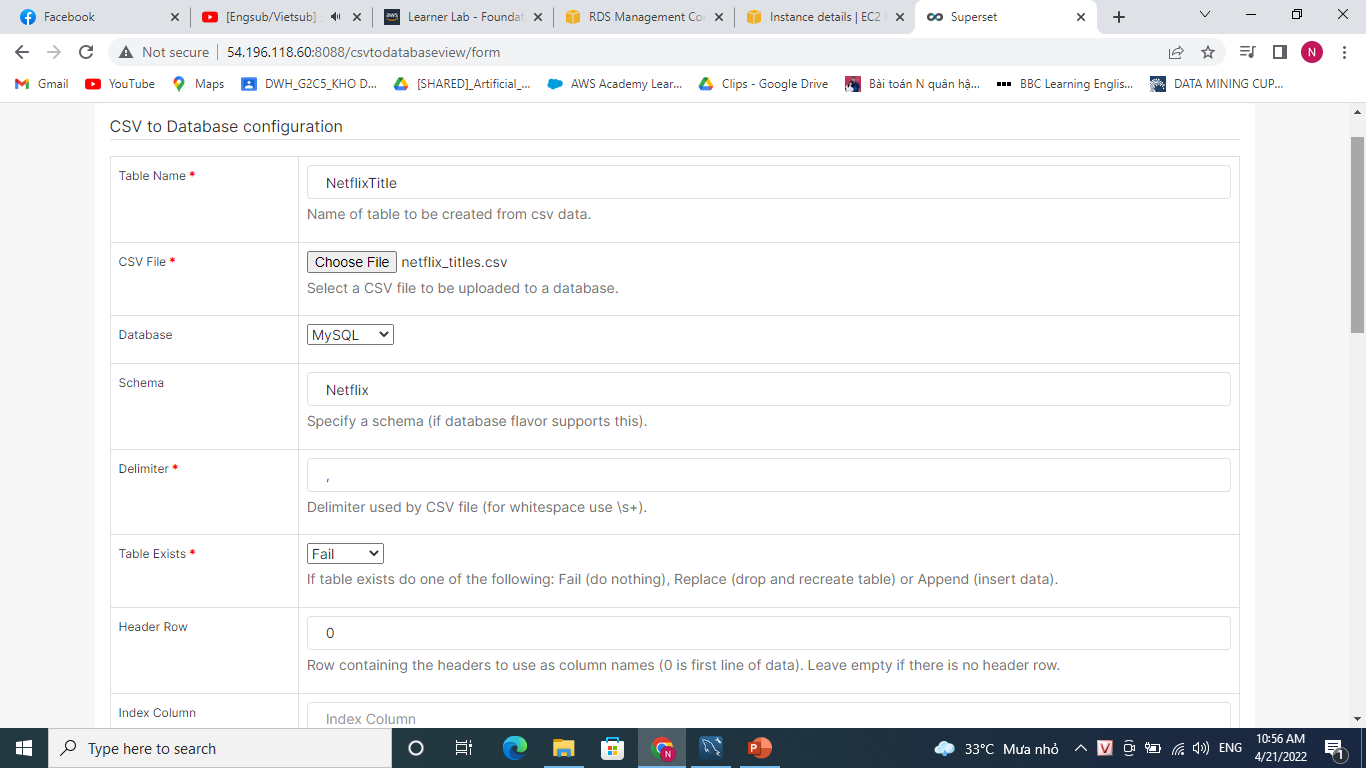 Facebook
[Engsub/Vietsub]
Learner Lab - Foundat
RDS Management Con
Instance details | EC2
Superset
Not secure
54.196.118.60:8088/csvtodatabaseview/form
N
Gmail
YouTube
Maps
DWH_G2C5_KHO D...
[SHARED]_Artificial_...
AWS Academy Lear...
Clips - Google Drive
Bài toán N quân hậ...
BBC Learning Englis...
DATA MINING CUP...
CSV to Database configuration
Table Name *
NetflixTitle
Name of table to be created from csv data.
CSV File *
Choose File netflix_titles.csv
Select a CSV file to be uploaded to a database.
Database
MySQL
Schema
Netflix
Specify a schema (if database flavor supports this).
Delimiter *
,
Delimiter used by CSV file (for whitespace use \s+).
Table Exists *
Fail
If table exists do one of the following: Fail (do nothing), Replace (drop and recreate table) or Append (insert data).
Header Row
0
Row containing the headers to use as column names (0 is first line of data). Leave empty if there is no header row.
Index Column
Index Column
Type here to search
33°C Mưa nhỏ
ENG
10:56 AM
4/21/2022
1